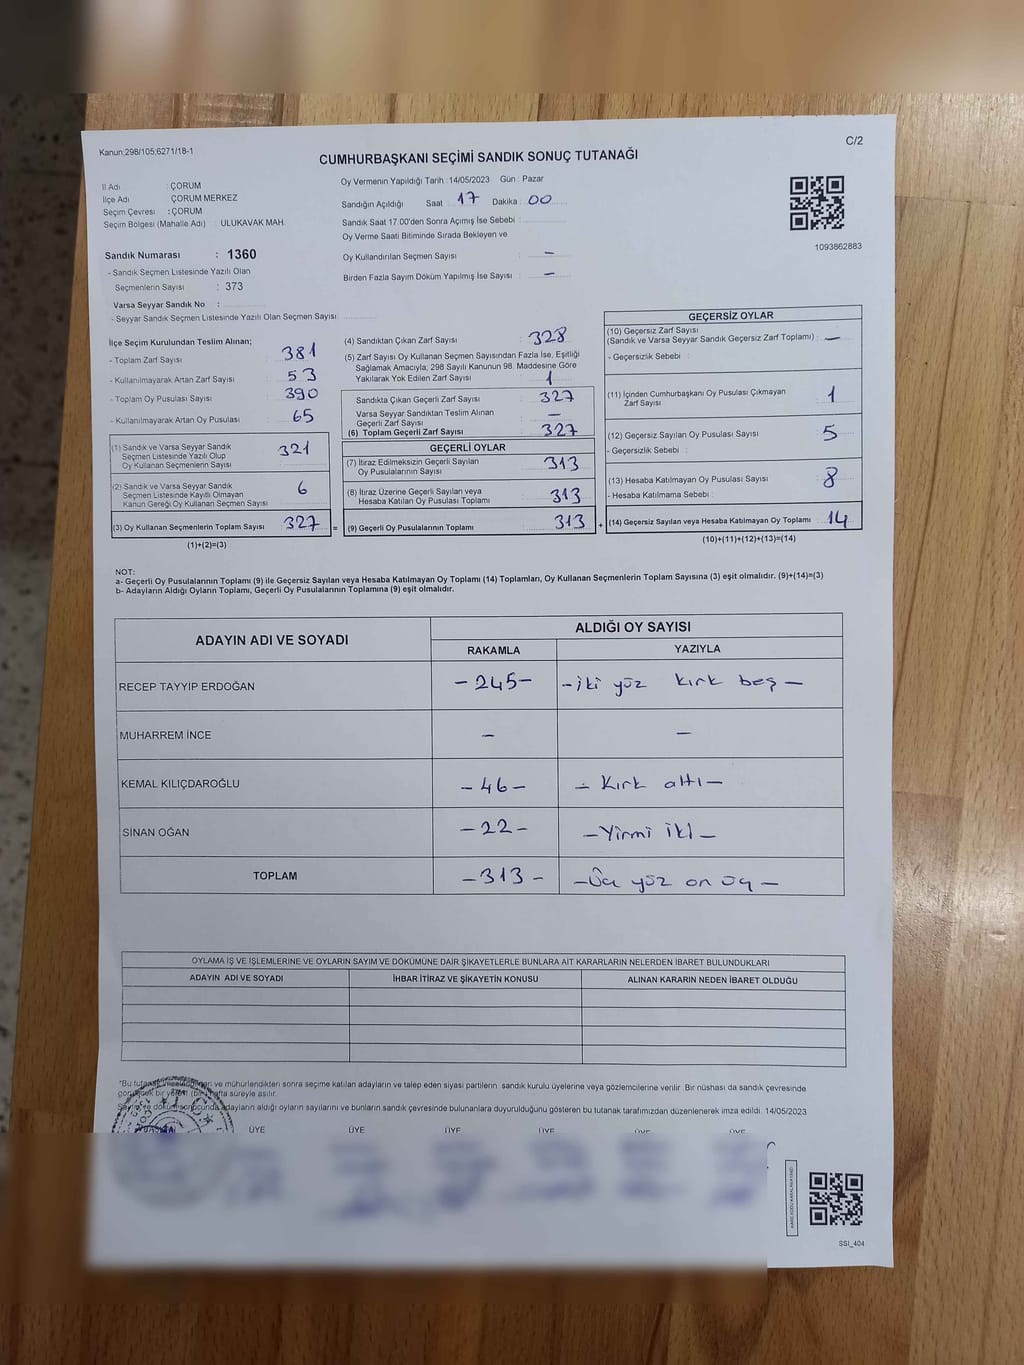 Kanun:298/105;6271/18-1
C/2
CUMHURBAŞKANI SEÇİMİ SANDIK SONUÇ TUTANAĞI
İl Adı : ÇORUM
İlçe Adı : ÇORUM MERKEZ
Seçim Çevresi : ÇORUM
Seçim Bölgesi (Mahalle Adı) : ULUKAVAK MAH.
Sandık Numarası : 1360
- Sandık Seçmen Listesinde Yazılı Olan
Seçmenlerin Sayısı : 373
Varsa Seyyar Sandık No :
- Seyyar Sandık Seçmen Listesinde Yazılı Olan Seçmen Sayısı
Oy Vermenin Yapıldığı Tarih : 14/05/2023 Gün : Pazar
Sandığın Açıldığı Saat 17 Dakika : 00
Sandık Saat 17.00'den Sonra Açımış İse Sebebi :
Oy Verme Saati Bitiminde Sırada Bekleyen ve
Oy Kullandırılan Seçmen Sayısı : -
Birden Fazla Sayım Döküm Yapılmış İse Sayısı : -
1093862883
İlçe Seçim Kurulundan Teslim Alınan;
- Toplam Zarf Sayısı : 381
- Kullanılmayarak Artan Zarf Sayısı : 53
- Toplam Oy Pusulası Sayısı : 390
- Kullanılmayarak Artan Oy Pusulası : 65
(1) Sandık ve Varsa Seyyar Sandık
Seçmen Listesinde Yazılı Olup
Oy Kullanan Seçmenlerin Sayısı 321
(2) Sandık ve Varsa Seyyar Sandık
Seçmen Listesinde Kayıtlı Olmayan
Kanun Gereği Oy Kullanan Seçmen Sayısı 6
(3) Oy Kullanan Seçmenlerin Toplam Sayısı 327 =
(1)+(2)=(3)
(4) Sandıktan Çıkan Zarf Sayısı : 328
(5) Zarf Sayısı Oy Kullanan Seçmen Sayısından Fazla İse, Eşitliği
Sağlamak Amacıyla, 298 Sayılı Kanunun 98. Maddesine Göre
Yakılarak Yok Edilen Zarf Sayısı : 1
Sandıkta Çıkan Geçerli Zarf Sayısı : 327
Varsa Seyyar Sandıktan Teslim Alınan
Geçerli Zarf Sayısı : -
(6) Toplam Geçerli Zarf Sayısı : 327
GEÇERLİ OYLAR
(7) İtiraz Edilmeksizin Geçerli Sayılan
Oy Pusulalarının Sayısı 313
(8) İtiraz Üzerine Geçerli Sayılan veya
Hesaba Katılan Oy Pusulası Toplamı 313
(9) Geçerli Oy Pusulalarının Toplamı 313 +
GEÇERSİZ OYLAR
(10) Geçersiz Zarf Sayısı
(Sandık ve Varsa Seyyar Sandık Geçersiz Zarf Toplamı) : -
- Geçersizlik Sebebi :
(11) İçinden Cumhurbaşkanı Oy Pusulası Çıkmayan
Zarf Sayısı 1
(12) Geçersiz Sayılan Oy Pusulası Sayısı : 5
- Geçersizlik Sebebi :
(13) Hesaba Katılmayan Oy Pusulası Sayısı : 8
- Hesaba Katılmama Sebebi :
(14) Geçersiz Sayılan veya Hesaba Katılmayan Oy Toplamı : 14
(10)+(11)+(12)+(13)=(14)
NOT:
a- Geçerli Oy Pusulalarının Toplamı (9) ile Geçersiz Sayılan veya Hesaba Katılmayan Oy Toplamı (14) Toplamları, Oy Kullanan Seçmenlerin Toplam Sayısına (3) eşit olmalıdır. (9)+(14)=(3)
b- Adayların Aldığı Oyların Toplamı, Geçerli Oy Pusulalarının Toplamına (9) eşit olmalıdır.
ADAYIN ADI VE SOYADI
ALDIĞI OY SAYISI
RAKAMLA YAZIYLA
RECEP TAYYIP ERDOĞAN -245- -iki yüz kırk beş-
MUHARREM İNCE - -
KEMAL KILIÇDAROĞLU -46- -Kırk altı-
SİNAN OĞAN -22- -Yirmi iki-
TOPLAM -313- -Üç yüz on üç-
OYLAMA İŞ VE İŞLEMLERİNE VE OYLARIN SAYIM VE DÖKÜMÜNE DAİR ŞİKAYETLERLE BUNLARA AİT KARARLARIN NELERDEN İBARET BULUNDUKLARI
ADAYIN ADI VE SOYADI İHBAR İTİRAZ VE ŞİKAYETİN KONUSU ALINAN KARARIN NEDEN İBARET OLDUĞU
ve mühürlendikten sonra seçime katılan adayların ve talep eden siyasi partilerin sandık kurulu üyelerine veya gözlemcilerine verilir. Bir nüshası da sandık çevresinde
süreyle asılır.
adayların aldığı oyların sayılarını ve bunların sandık çevresinde bulunanlara duyurulduğunu gösteren bu tutanak tarafımızdan düzenlenerek imza edildi. 14/05/2023
ÜYE ÜYE ÜYE ÜYE ÜYE ÜYE
SSI_404